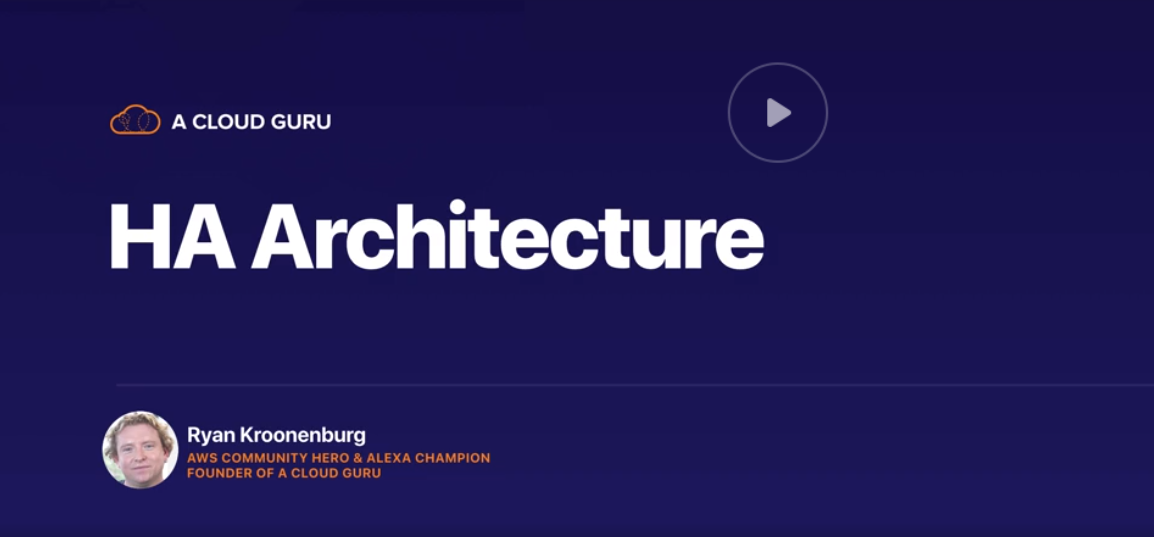 A CLOUD GURU
HA Architecture
Ryan Kroonenburg
AWS COMMUNITY HERO & ALEXA CHAMPION
FOUNDER OF A CLOUD GURU